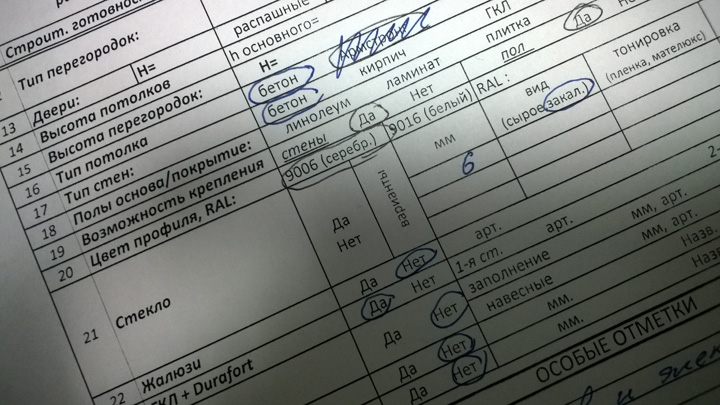 Строит. готовнос
распашные
h основного=
Тип перегородок:
H=
ГКЛ
Да
Двери:
H=
кирпич
плитка
13
Высота потолков
бетон
пол
тонировка
14
Высота перегородок:
бетон
ламинат
(пленка, мателюкс)
15
Тип потолка
линолеум
Нет
RAL:
вид
16
Тип стен:
стены
Да
9016 (белый)
(сырое, закал.)
17
Полы основа/покрытие:
9006 (серебр.)
мм
18
Возможность крепления
6
19
Цвет профиля, RAL:
варианты
20
Да
Нет
21
Стекло
Да
Нет
арт.
Да
Нет
1-я ст.
арт.
мм, арт.
заполнение
мм, арт.
Да
Нет
навесные
Назв.
22
Жалюзи
мм.
Назв
ГКЛ + Durafort
Да
Нет
мм.
Да
Нет
ОСОБЫЕ ОТМЕТКИ